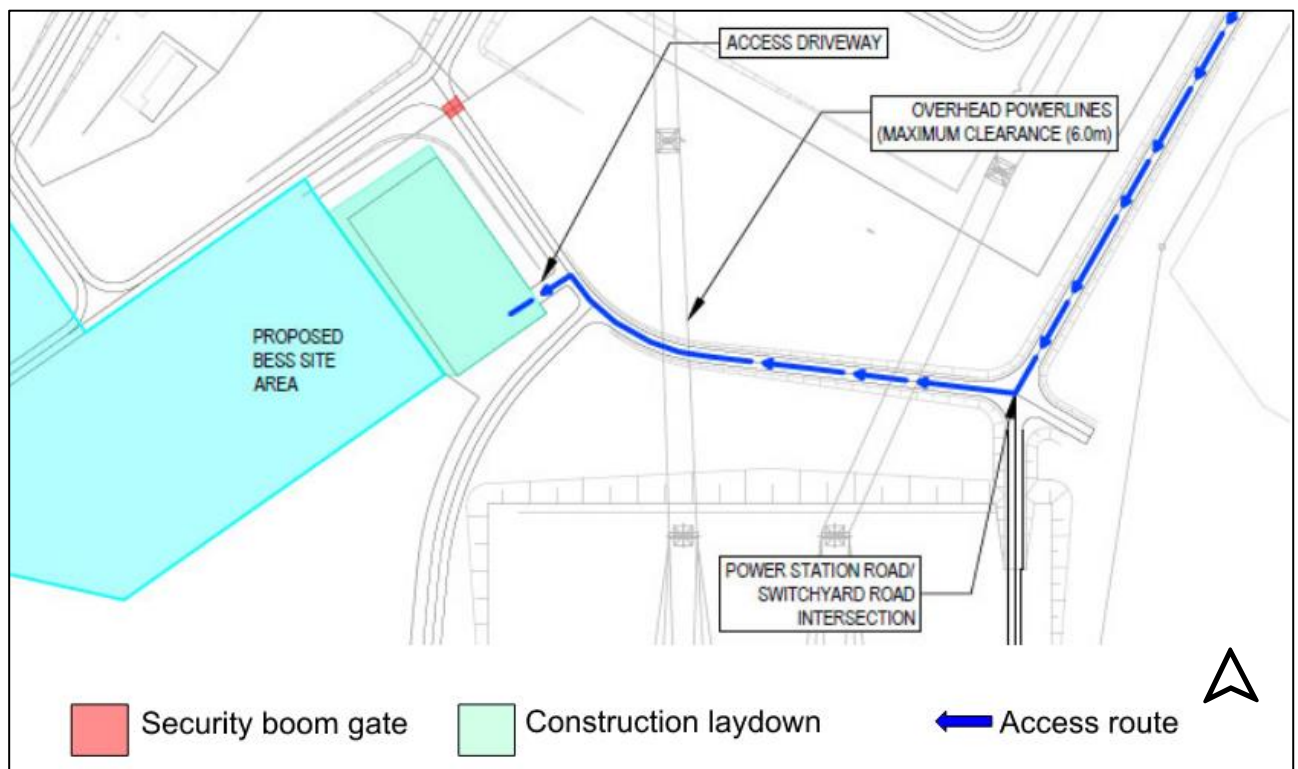 ACCESS DRIVEWAY
OVERHEAD POWERLINES
(MAXIMUM CLEARANCE (6.0m)
PROPOSED
BESS SITE
AREA
POWER STATION ROAD/
SWITCHYARD ROAD
INTERSECTION
Security boom gate
Construction laydown
Access route